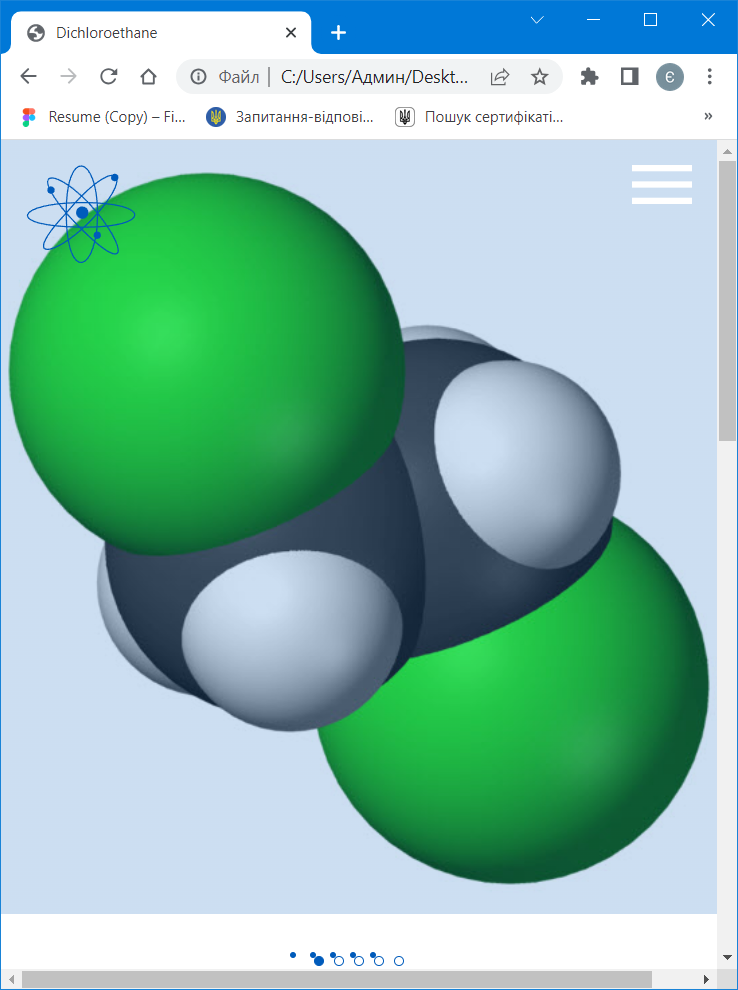 Dichloroethane
Файл | C:/Users/Админ/Deskt... Є
Resume (Copy) – Fi... Запитання-відпові... Пошук сертифікаті... »